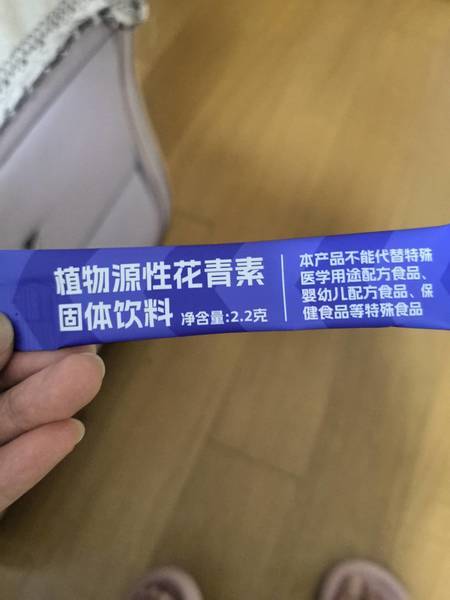 植物源性花青素
固体饮料 净含量:2.2克
本产品不能代替特殊
医学用途配方食品、
婴幼儿配方食品、保
健食品等特殊食品